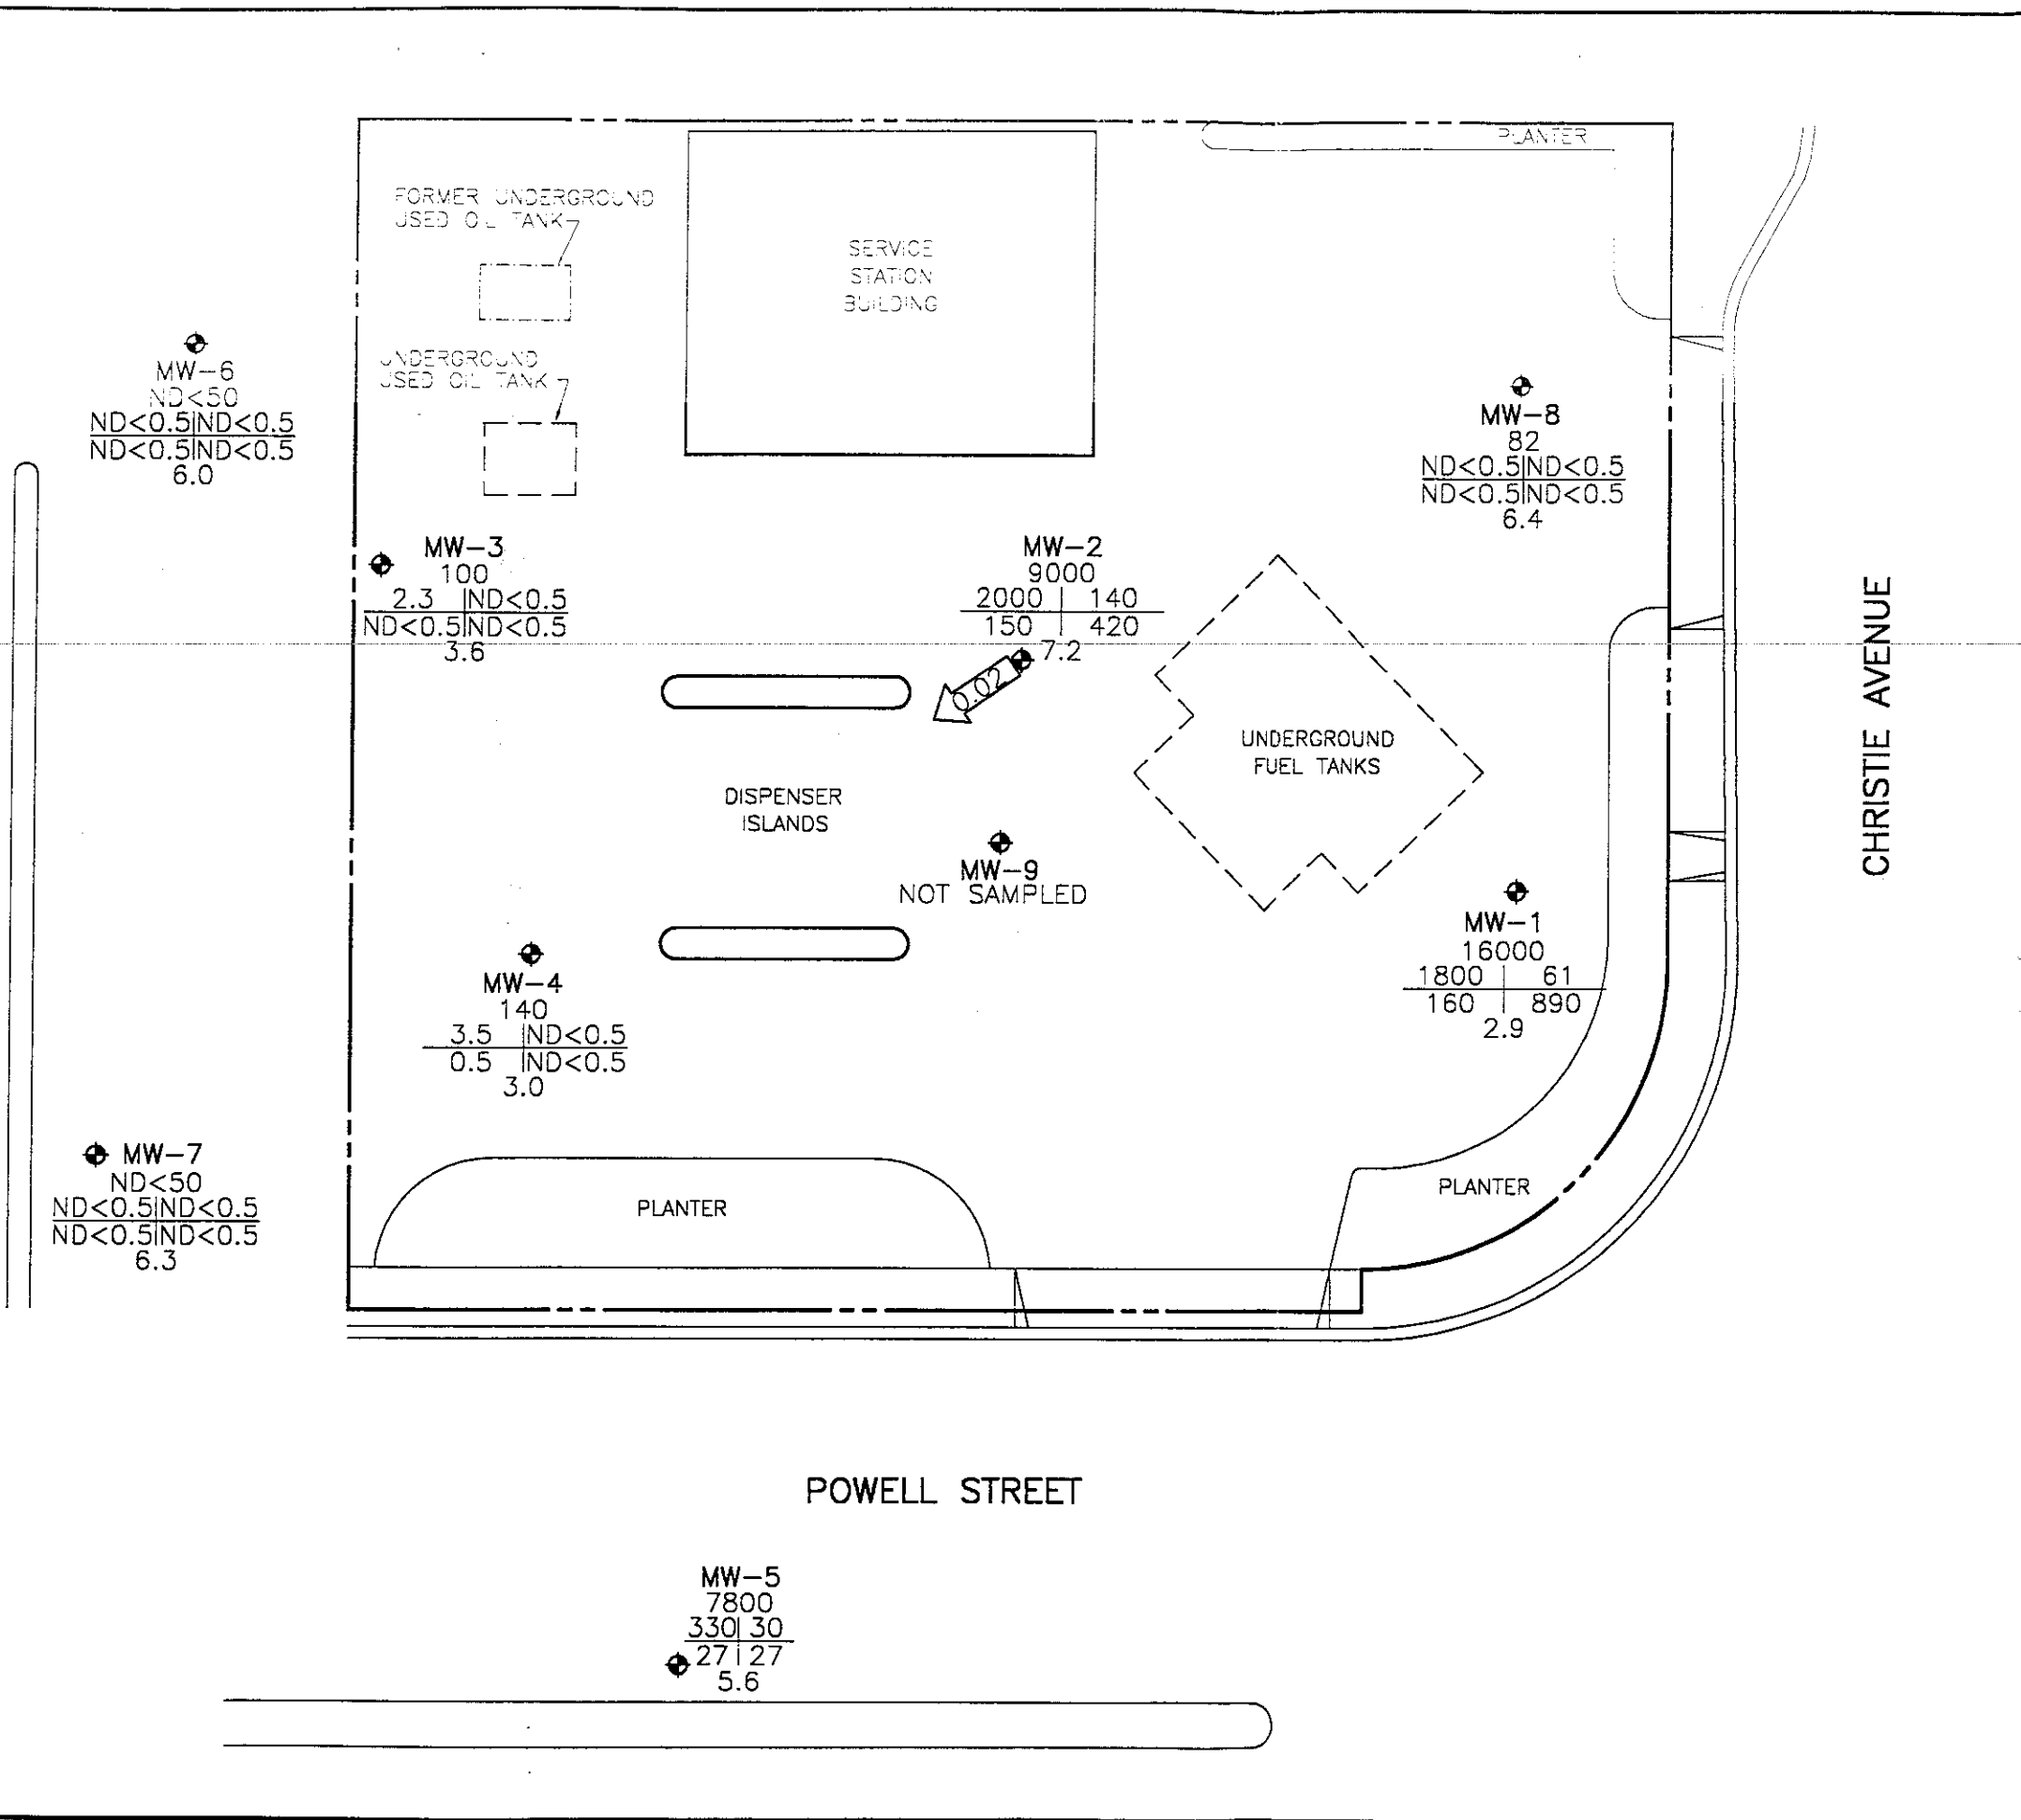 PLANTER
FORMER UNDERGROUND
USED OIL TANK
SERVICE
STATION
BUILDING
UNDERGROUND
USED OIL TANK
MW-6
ND<50
ND<0.5|ND<0.5
ND<0.5|ND<0.5
6.0
MW-8
82
ND<0.5|ND<0.5
ND<0.5|ND<0.5
6.4
MW-3
100
2.3 |ND<0.5
ND<0.5|ND<0.5
3.6
MW-2
9000
2000 | 140
150 | 420
7.2
0.02
UNDERGROUND
FUEL TANKS
CHRISTIE AVENUE
DISPENSER
ISLANDS
MW-9
NOT SAMPLED
MW-1
16000
1800 | 61
160 | 890
2.9
MW-4
140
3.5 |ND<0.5
0.5 |ND<0.5
3.0
MW-7
ND<50
ND<0.5|ND<0.5
ND<0.5|ND<0.5
6.3
PLANTER
PLANTER
POWELL STREET
MW-5
7800
330| 30
27 | 27
5.6